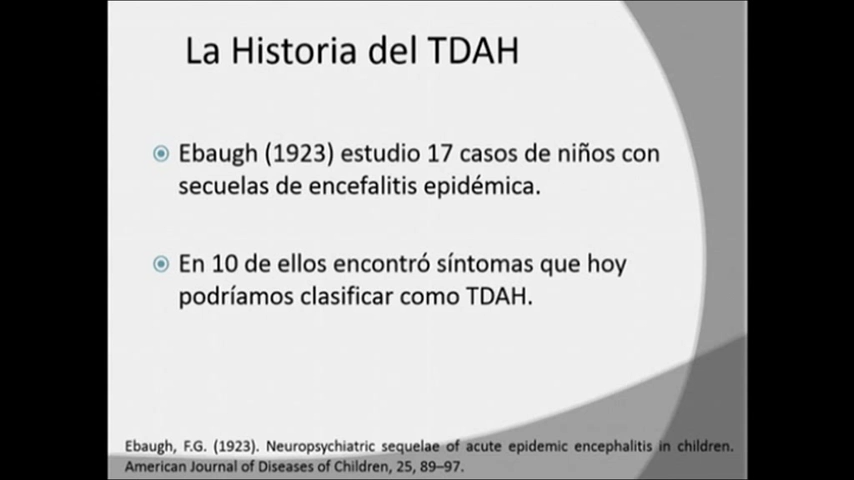 La Historia del TDAH
Ebaugh (1923) estudio 17 casos de niños con
secuelas de encefalitis epidémica.
En 10 de ellos encontró síntomas que hoy
podríamos clasificar como TDAH.
Ebaugh, F.G. (1923). Neuropsychiatric sequelae of acute epidemic encephalitis in children.
American Journal of Diseases of Children, 25, 89–97.